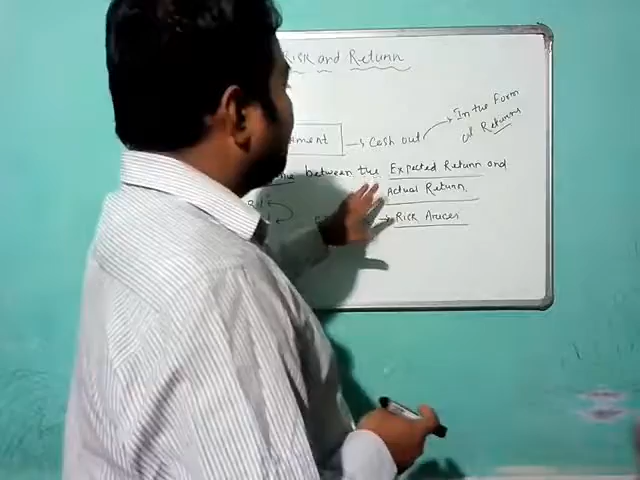 Risk and Return
ment → Cash out → In the Form
of Returns
between the Expected Return and
Actual Return.
→ Risk Arises